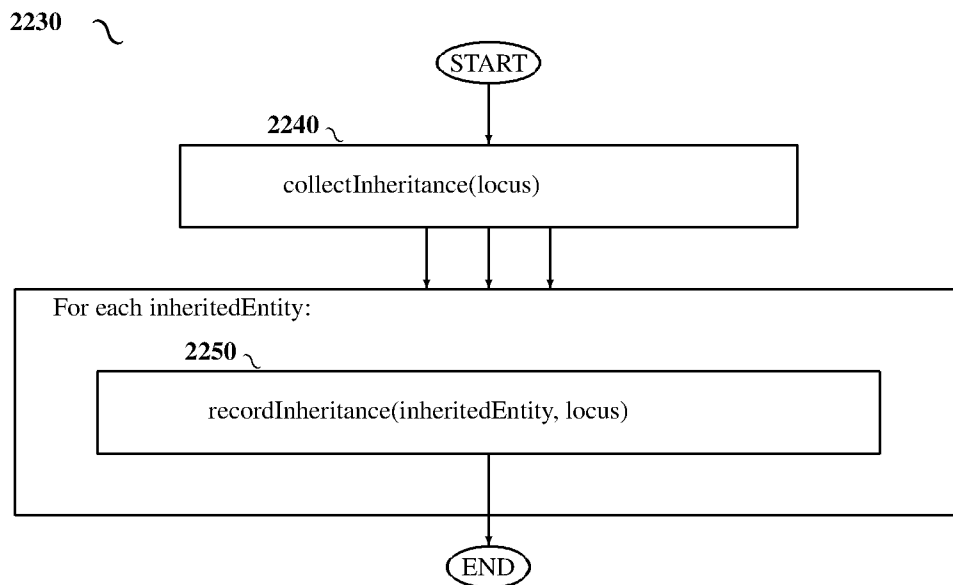 2230
START
2240
collectInheritance(locus)
For each inheritedEntity:
2250
recordInheritance(inheritedEntity, locus)
END